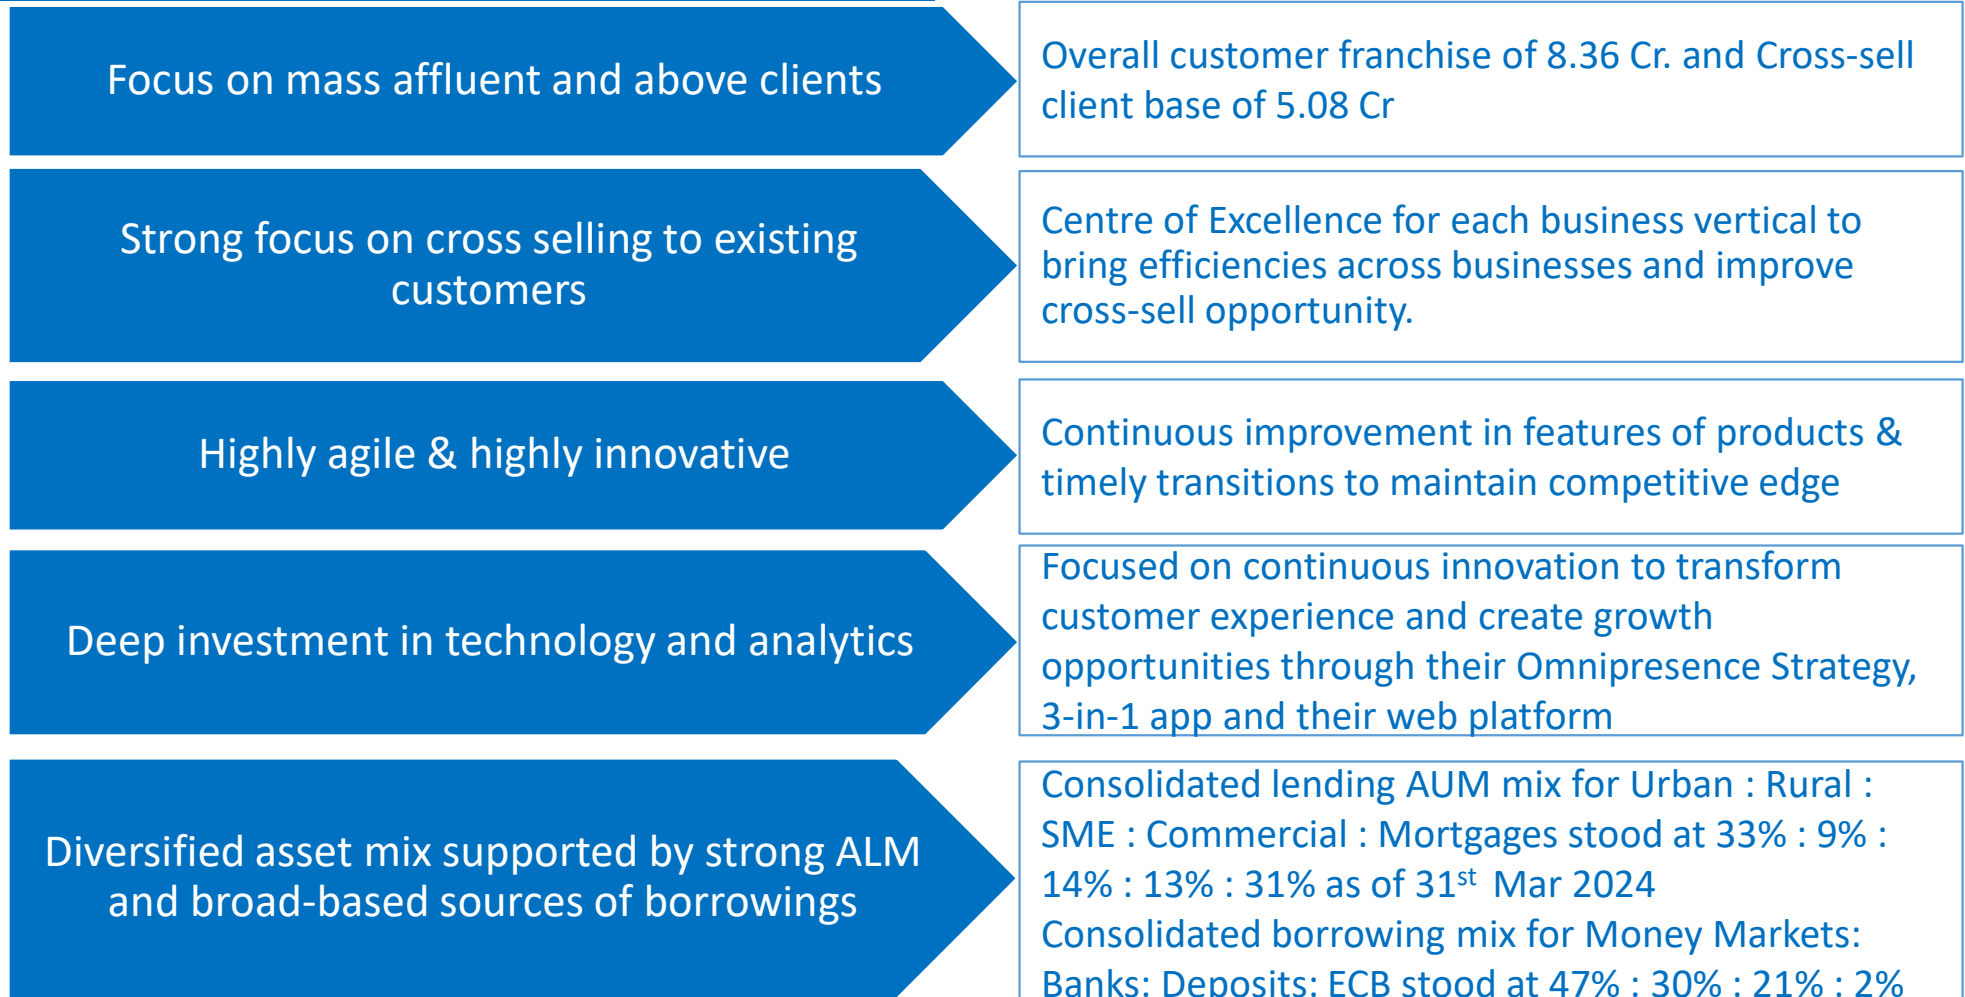 Focus on mass affluent and above clients
Overall customer franchise of 8.36 Cr. and Cross-sell
client base of 5.08 Cr
Strong focus on cross selling to existing
customers
Centre of Excellence for each business vertical to
bring efficiencies across businesses and improve
cross-sell opportunity.
Highly agile & highly innovative
Continuous improvement in features of products &
timely transitions to maintain competitive edge
Deep investment in technology and analytics
Focused on continuous innovation to transform
customer experience and create growth
opportunities through their Omnipresence Strategy,
3-in-1 app and their web platform
Diversified asset mix supported by strong ALM
and broad-based sources of borrowings
Consolidated lending AUM mix for Urban : Rural :
SME : Commercial : Mortgages stood at 33% : 9% :
14% : 13% : 31% as of 31st Mar 2024
Consolidated borrowing mix for Money Markets:
Banks: Deposits: ECB stood at 47% : 30% : 21% : 2%